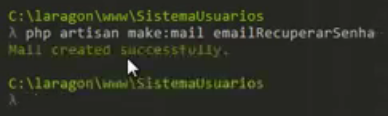 C:\laragon\www\SistemaUsuarios
λ php artisan make:mail emailRecuperarSenha
Mail created successfully.
C:\laragon\www\SistemaUsuarios
λ